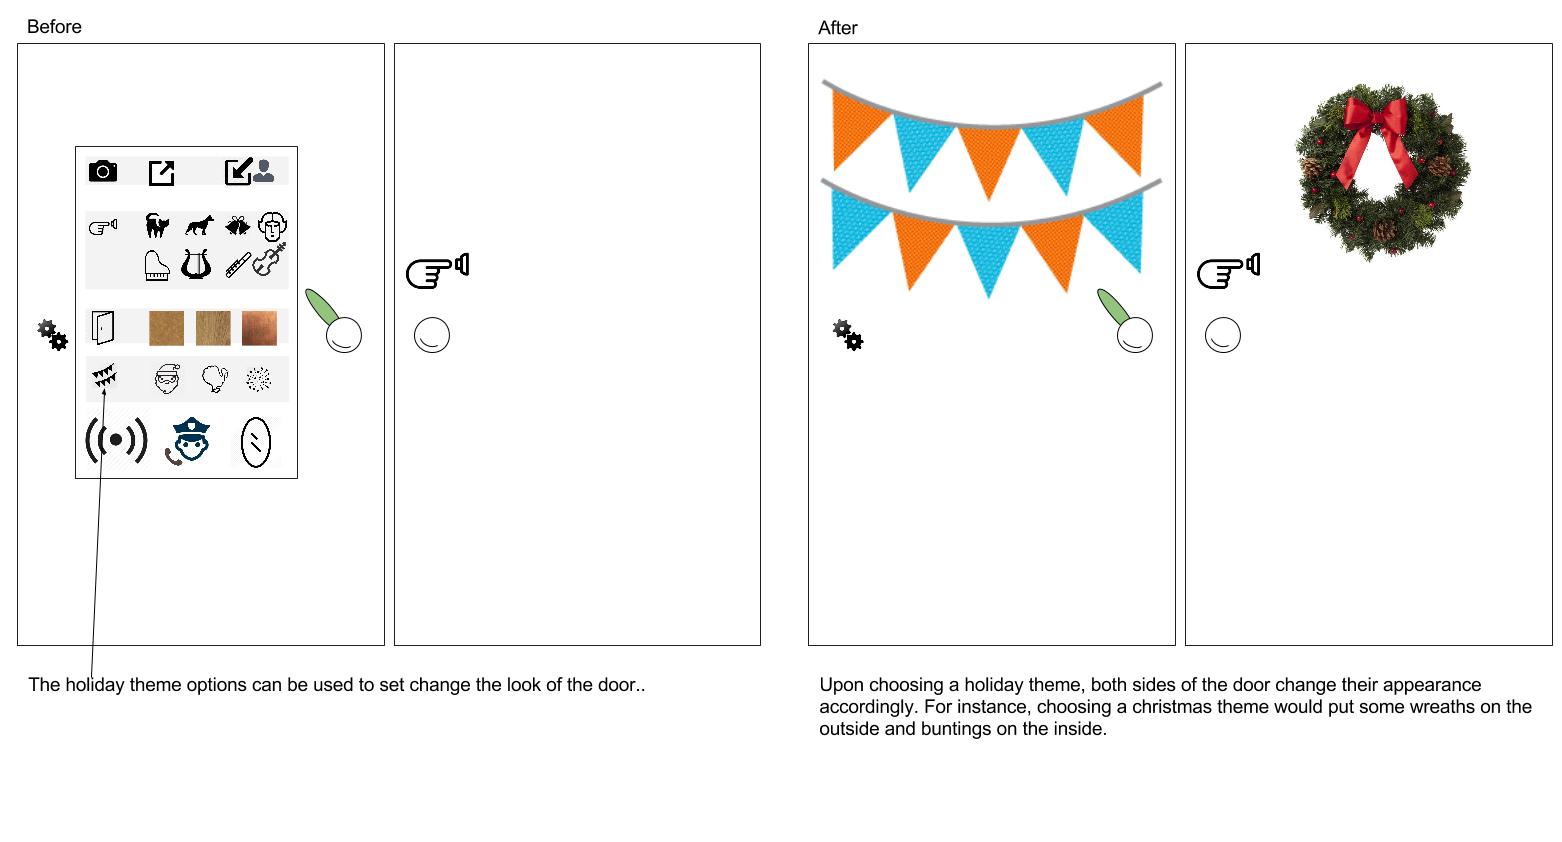 Before
After
The holiday theme options can be used to set change the look of the door..
Upon choosing a holiday theme, both sides of the door change their appearance
accordingly. For instance, choosing a christmas theme would put some wreaths on the
outside and buntings on the inside.